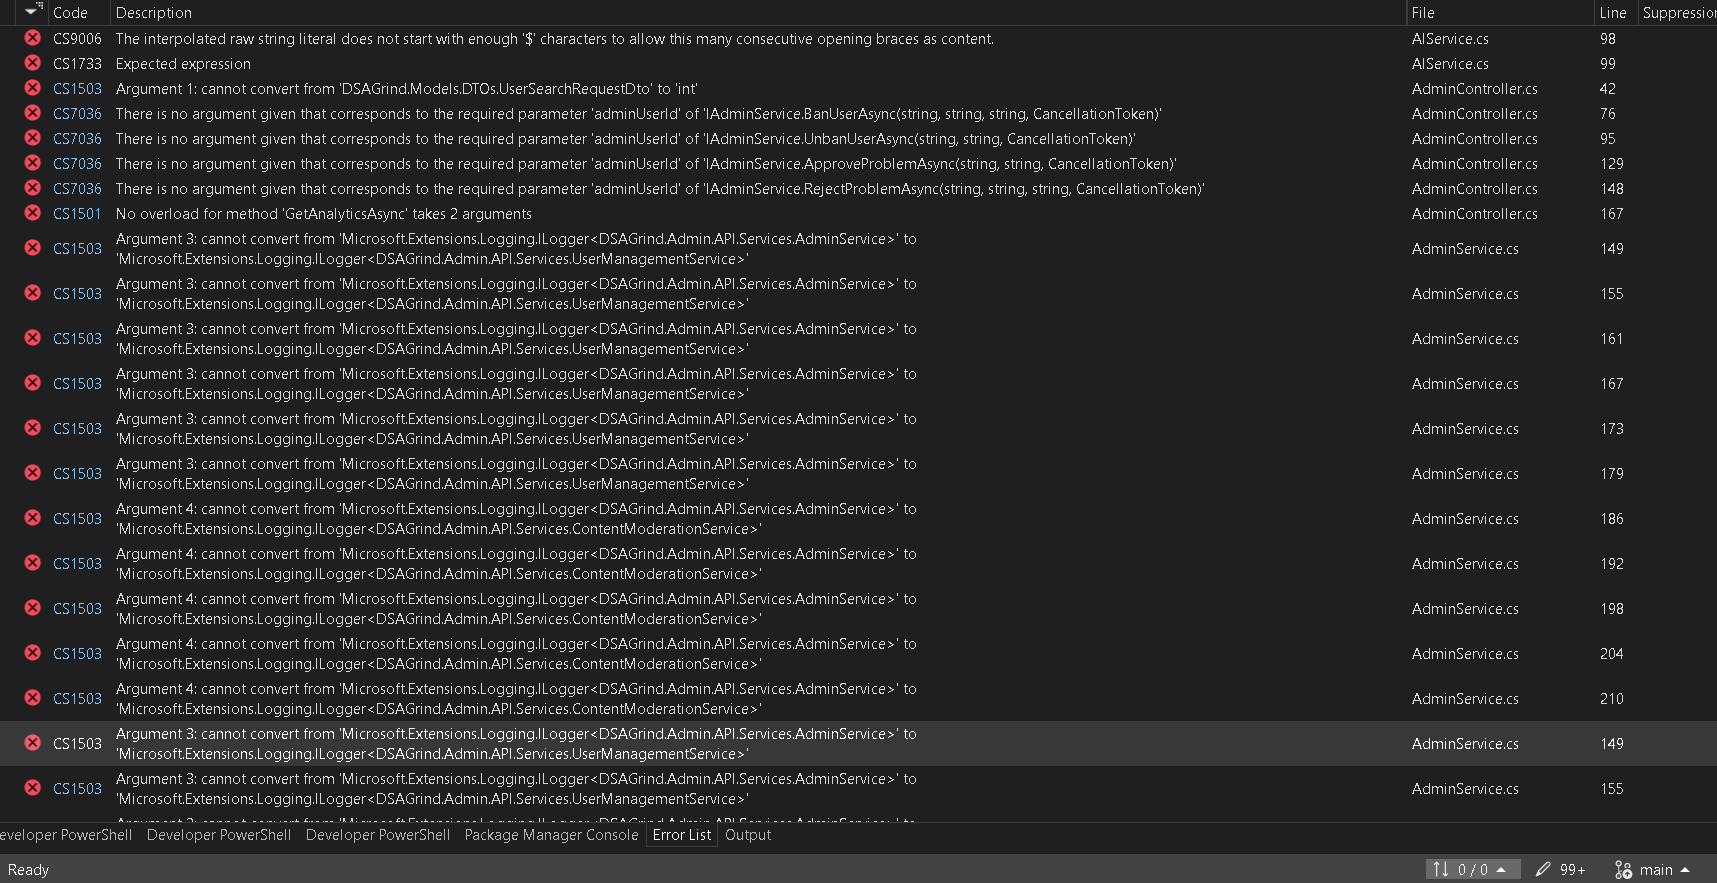 Code Description File Line Suppression
CS9006 The interpolated raw string literal does not start with enough '$' characters to allow this many consecutive opening braces as content. AIService.cs 98
CS1733 Expected expression AIService.cs 99
CS1503 Argument 1: cannot convert from 'DSAGrind.Models.DTOs.UserSearchRequestDto' to 'int' AdminController.cs 42
CS7036 There is no argument given that corresponds to the required parameter 'adminUserId' of 'IAdminService.BanUserAsync(string, string, string, CancellationToken)' AdminController.cs 76
CS7036 There is no argument given that corresponds to the required parameter 'adminUserId' of 'IAdminService.UnbanUserAsync(string, string, CancellationToken)' AdminController.cs 95
CS7036 There is no argument given that corresponds to the required parameter 'adminUserId' of 'IAdminService.ApproveProblemAsync(string, string, CancellationToken)' AdminController.cs 129
CS7036 There is no argument given that corresponds to the required parameter 'adminUserId' of 'IAdminService.RejectProblemAsync(string, string, string, CancellationToken)' AdminController.cs 148
CS1501 No overload for method 'GetAnalyticsAsync' takes 2 arguments AdminController.cs 167
Argument 3: cannot convert from 'Microsoft.Extensions.Logging.ILogger<DSAGrind.Admin.API.Services.AdminService>' to
CS1503 AdminService.cs 149
'Microsoft.Extensions.Logging.ILogger<DSAGrind.Admin.API.Services.UserManagementService>'
Argument 3: cannot convert from 'Microsoft.Extensions.Logging.ILogger<DSAGrind.Admin.API.Services.AdminService>' to
CS1503 AdminService.cs 155
'Microsoft.Extensions.Logging.ILogger<DSAGrind.Admin.API.Services.UserManagementService>'
Argument 3: cannot convert from 'Microsoft.Extensions.Logging.ILogger<DSAGrind.Admin.API.Services.AdminService>' to
CS1503 AdminService.cs 161
'Microsoft.Extensions.Logging.ILogger<DSAGrind.Admin.API.Services.UserManagementService>'
Argument 3: cannot convert from 'Microsoft.Extensions.Logging.ILogger<DSAGrind.Admin.API.Services.AdminService>' to
CS1503 AdminService.cs 167
'Microsoft.Extensions.Logging.ILogger<DSAGrind.Admin.API.Services.UserManagementService>'
Argument 3: cannot convert from 'Microsoft.Extensions.Logging.ILogger<DSAGrind.Admin.API.Services.AdminService>' to
CS1503 AdminService.cs 173
'Microsoft.Extensions.Logging.ILogger<DSAGrind.Admin.API.Services.UserManagementService>'
Argument 3: cannot convert from 'Microsoft.Extensions.Logging.ILogger<DSAGrind.Admin.API.Services.AdminService>' to
CS1503 AdminService.cs 179
'Microsoft.Extensions.Logging.ILogger<DSAGrind.Admin.API.Services.UserManagementService>'
Argument 4: cannot convert from 'Microsoft.Extensions.Logging.ILogger<DSAGrind.Admin.API.Services.AdminService>' to
CS1503 AdminService.cs 186
'Microsoft.Extensions.Logging.ILogger<DSAGrind.Admin.API.Services.ContentModerationService>'
Argument 4: cannot convert from 'Microsoft.Extensions.Logging.ILogger<DSAGrind.Admin.API.Services.AdminService>' to
CS1503 AdminService.cs 192
'Microsoft.Extensions.Logging.ILogger<DSAGrind.Admin.API.Services.ContentModerationService>'
Argument 4: cannot convert from 'Microsoft.Extensions.Logging.ILogger<DSAGrind.Admin.API.Services.AdminService>' to
CS1503 AdminService.cs 198
'Microsoft.Extensions.Logging.ILogger<DSAGrind.Admin.API.Services.ContentModerationService>'
Argument 4: cannot convert from 'Microsoft.Extensions.Logging.ILogger<DSAGrind.Admin.API.Services.AdminService>' to
CS1503 AdminService.cs 204
'Microsoft.Extensions.Logging.ILogger<DSAGrind.Admin.API.Services.ContentModerationService>'
Argument 4: cannot convert from 'Microsoft.Extensions.Logging.ILogger<DSAGrind.Admin.API.Services.AdminService>' to
CS1503 AdminService.cs 210
'Microsoft.Extensions.Logging.ILogger<DSAGrind.Admin.API.Services.ContentModerationService>'
Argument 3: cannot convert from 'Microsoft.Extensions.Logging.ILogger<DSAGrind.Admin.API.Services.AdminService>' to
CS1503 AdminService.cs 149
'Microsoft.Extensions.Logging.ILogger<DSAGrind.Admin.API.Services.UserManagementService>'
Argument 3: cannot convert from 'Microsoft.Extensions.Logging.ILogger<DSAGrind.Admin.API.Services.AdminService>' to
CS1503 AdminService.cs 155
'Microsoft.Extensions.Logging.ILogger<DSAGrind.Admin.API.Services.UserManagementService>'
eveloper PowerShell Developer PowerShell Developer PowerShell Package Manager Console Error List Output
Ready 0 / 0 99+ main